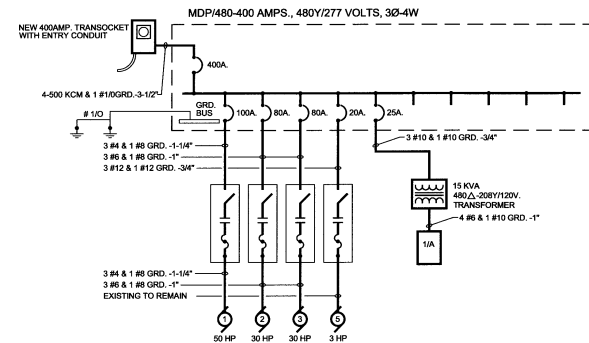 MDP/480-400 AMPS., 480Y/277 VOLTS, 3Ø-4W
NEW 400AMP. TRANSOCKET
WITH ENTRY CONDUIT
400A.
4-500 KCM & 1 #1/0GRD.-3-1/2"
# 1/O
GRD.
BUS
100A.
80A.
80A.
20A.
25A.
3 #4 & 1 #8 GRD. -1-1/4"
3 #6 & 1 #8 GRD. -1"
3 #12 & 1 #12 GRD. -3/4"
3 #10 & 1 #10 GRD. -3/4"
15 KVA
480△-208Y/120V.
TRANSFORMER
4 #6 & 1 #10 GRD. -1"
1/A
3 #4 & 1 #8 GRD. -1-1/4"
3 #6 & 1 #8 GRD. -1"
EXISTING TO REMAIN
1
2
3
5
50 HP
30 HP
30 HP
3 HP